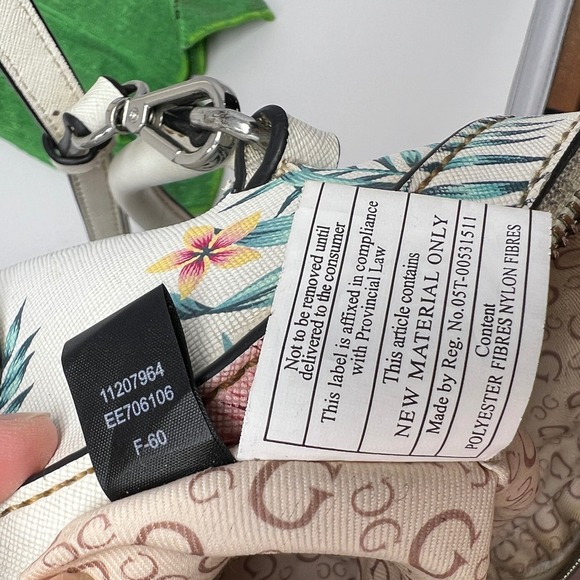 11207964
EE706106
F-60
Not to be removed until
delivered to the consumer
This label is affixed in compliance
with Provincial Law
This article contains
NEW MATERIAL ONLY
Made by Reg. No.05T-00531511
Content
POLYESTER FIBRES NYLON FIBRES